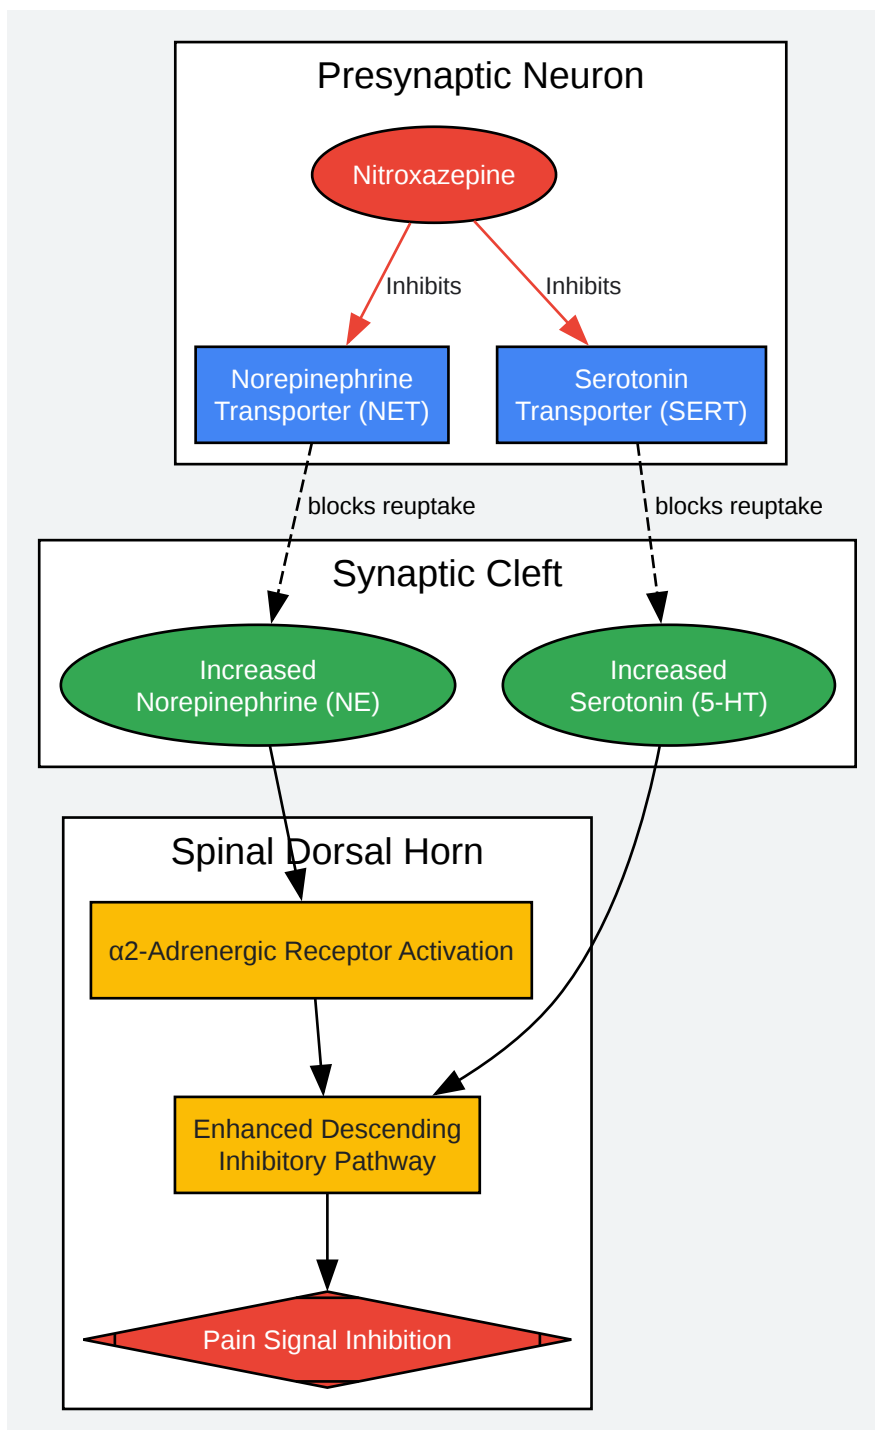 Presynaptic Neuron
Nitroxazepine
Inhibits
Inhibits
Norepinephrine
Transporter (NET)
Serotonin
Transporter (SERT)
blocks reuptake
blocks reuptake
Synaptic Cleft
Increased
Norepinephrine (NE)
Increased
Serotonin (5-HT)
Spinal Dorsal Horn
α2-Adrenergic Receptor Activation
Enhanced Descending
Inhibitory Pathway
Pain Signal Inhibition